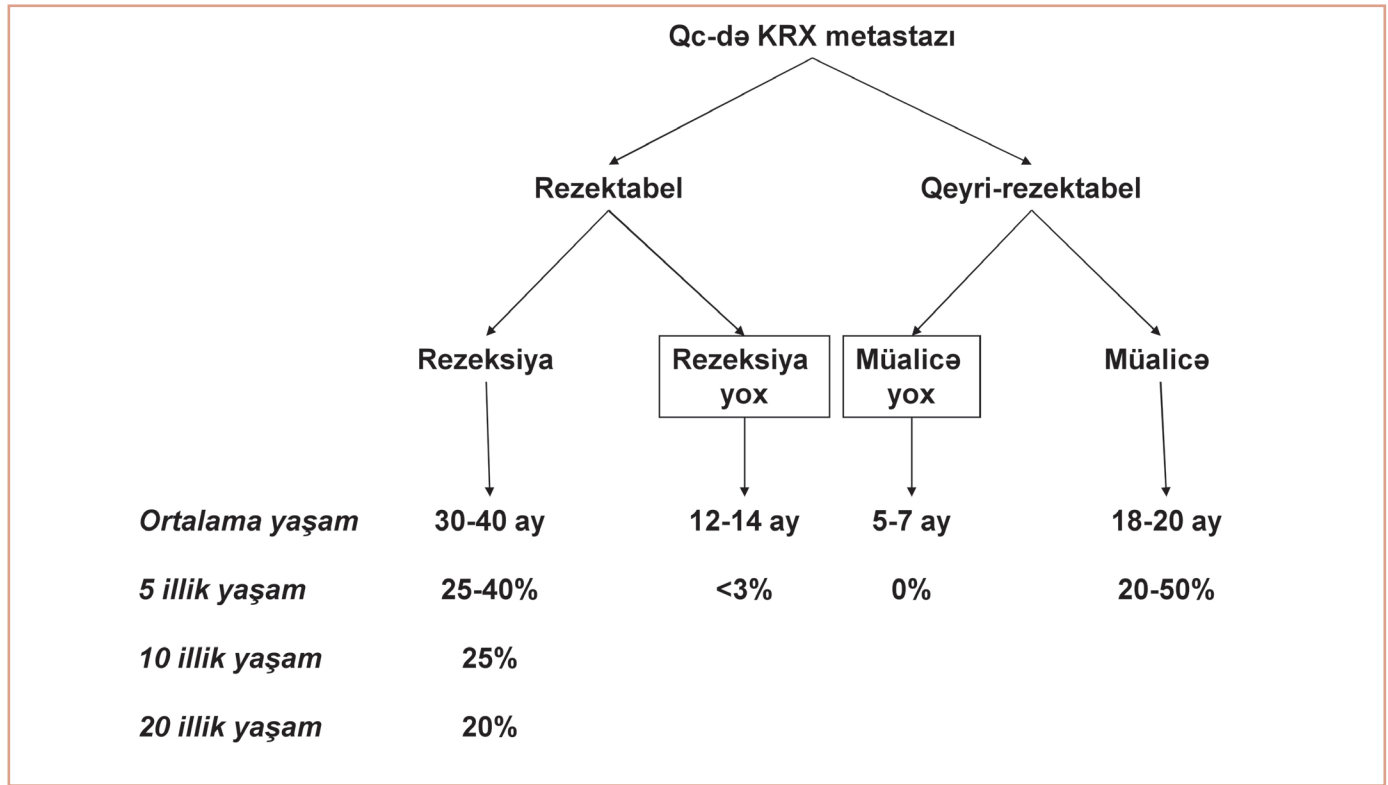 Qc-də KRX metastazı
Rezektabel Qeyri-rezektabel
Rezeksiya Rezeksiya yox Müalicə yox Müalicə
Ortalama yaşam 30-40 ay 12-14 ay 5-7 ay 18-20 ay
5 illik yaşam 25-40% <3% 0% 20-50%
10 illik yaşam 25%
20 illik yaşam 20%